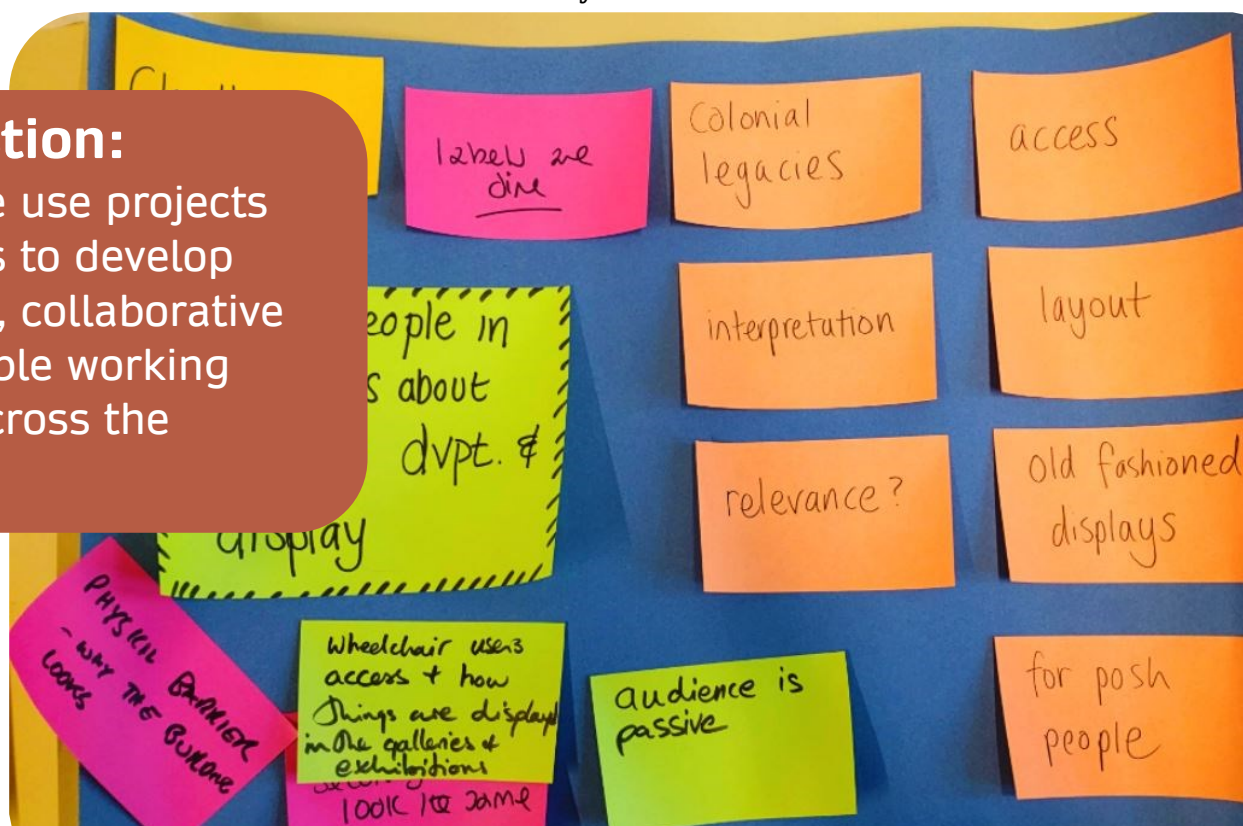 tion:
e use projects
s to develop
, collaborative
ble working
cross the
labels are
dire
Colonial
legacies
access
eople in
s about
dvpt. &
display
interpretation
layout
relevance?
Old fashioned
displays
PHYSICAL BARRIER
- WAY THE BUILDING
LOOKS
Wheelchair users
access + how
Things are displayed
in the galleries &
exhibitions
look the same
audience is
passive
for posh
people